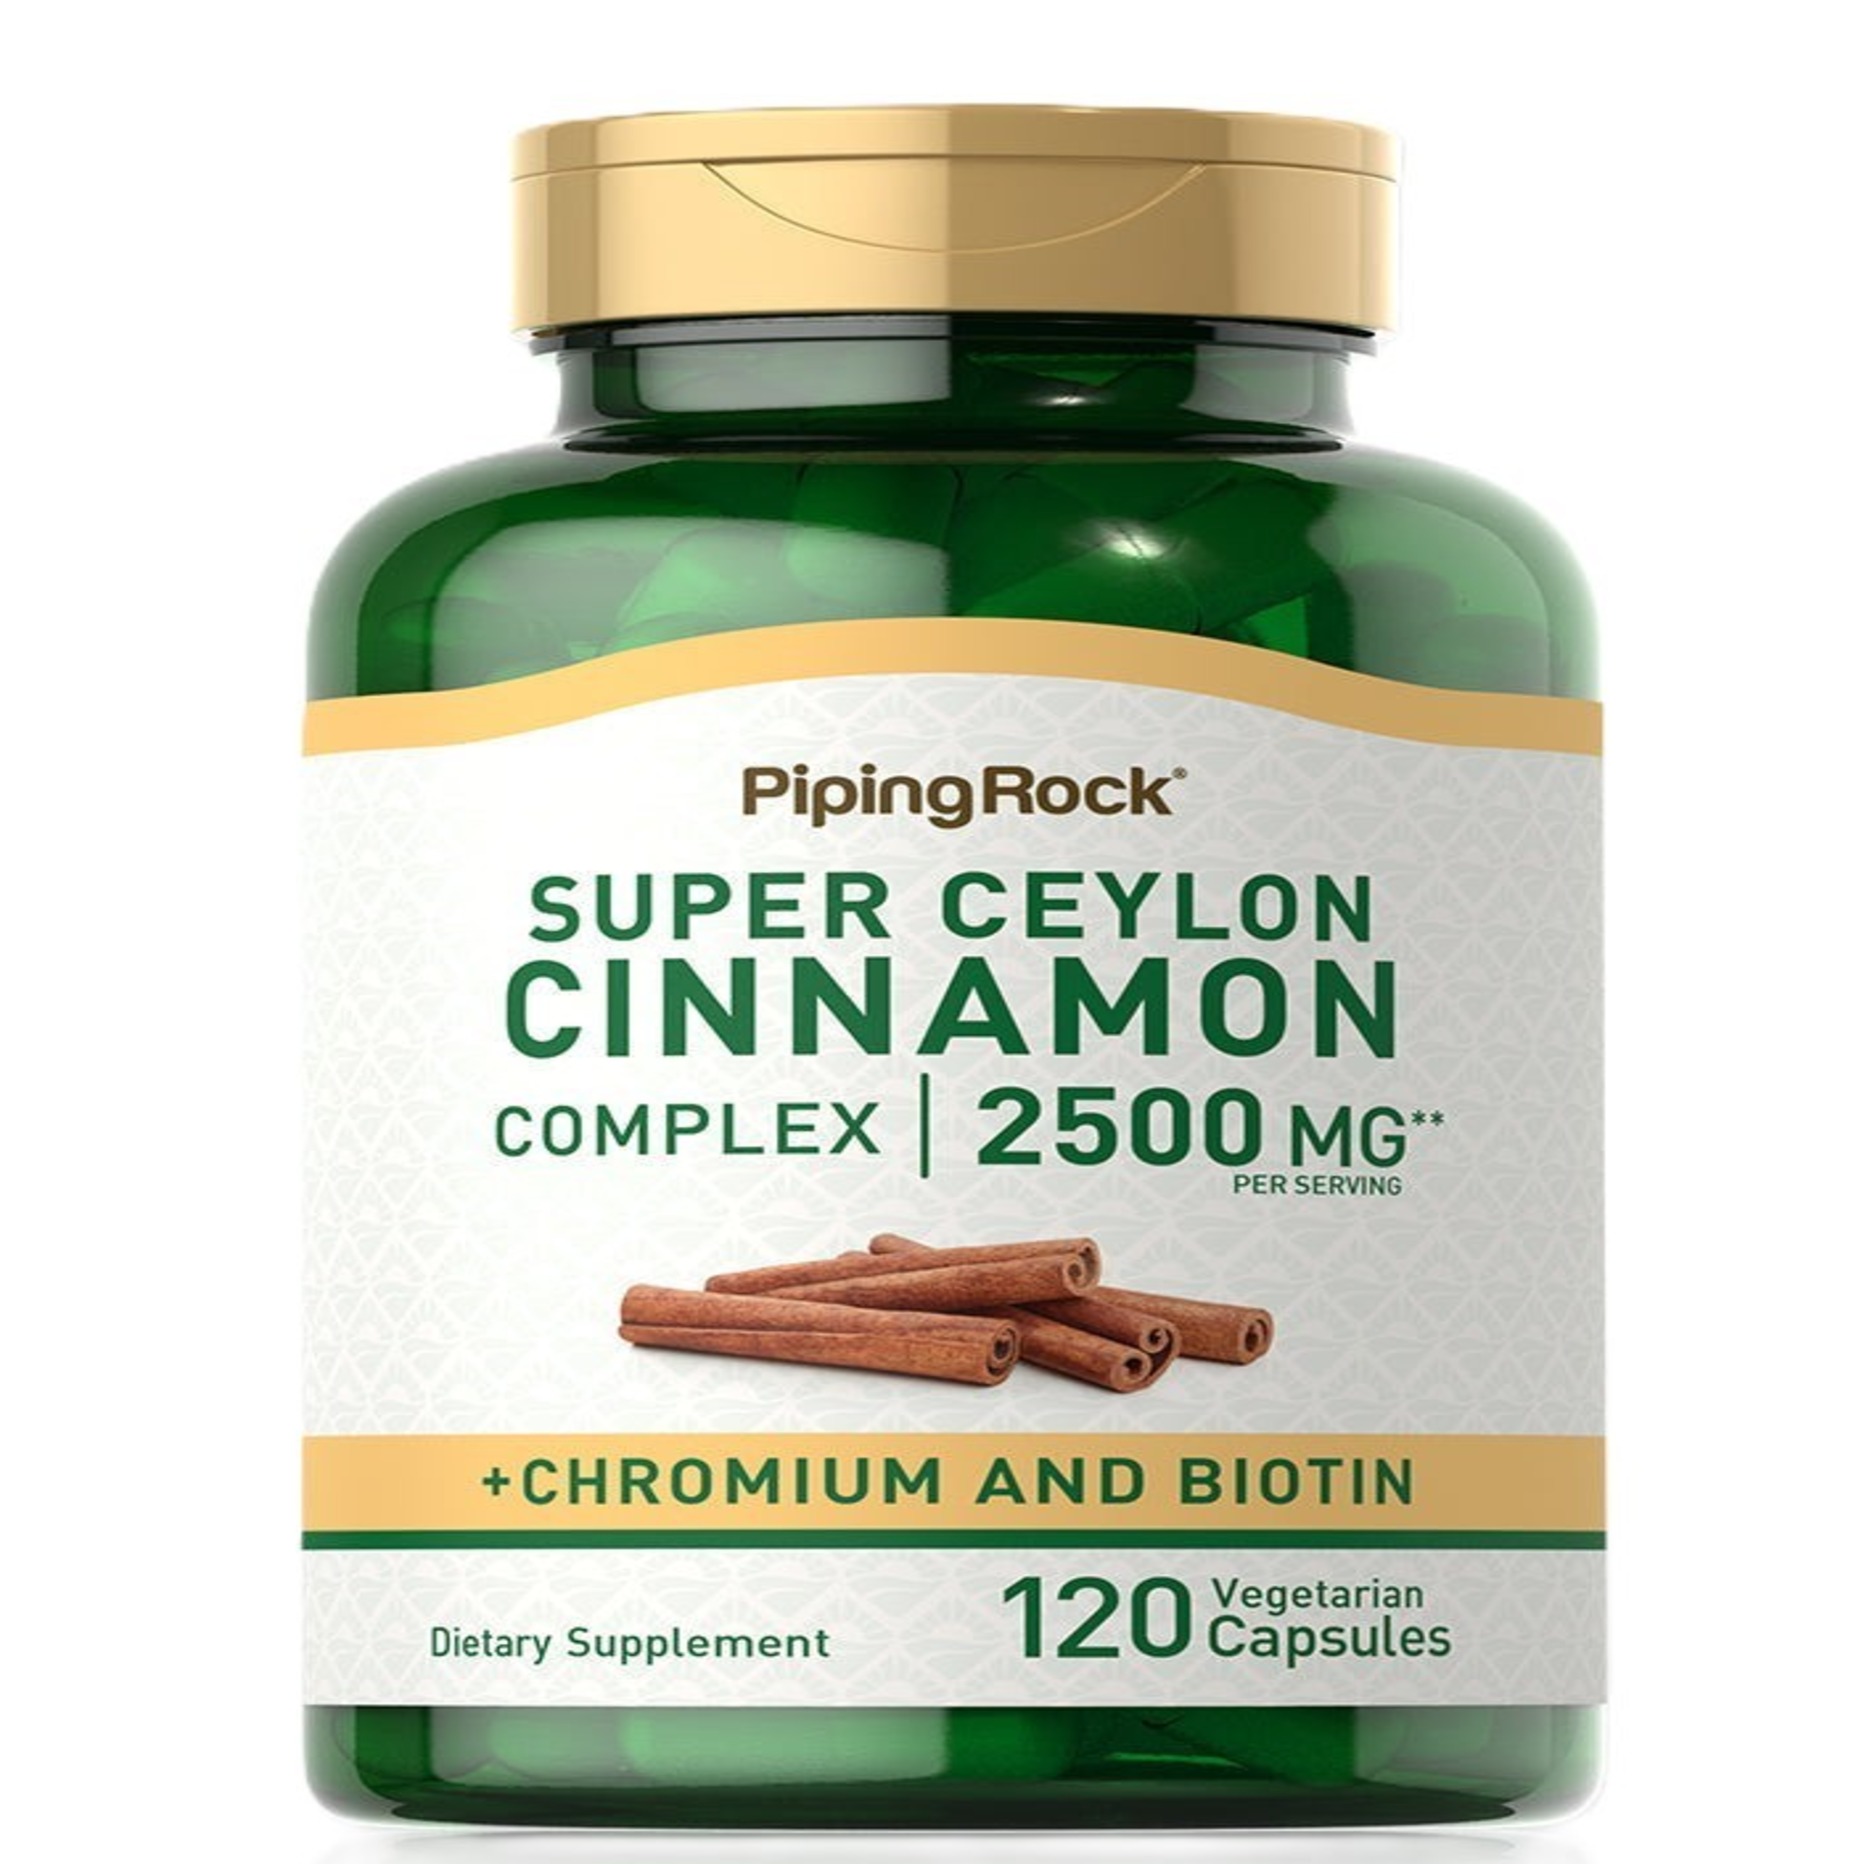 PipingRock®
SUPER CEYLON
CINNAMON
COMPLEX | 2500 MG**
PER SERVING
+CHROMIUM AND BIOTIN
Dietary Supplement
120 Vegetarian
Capsules